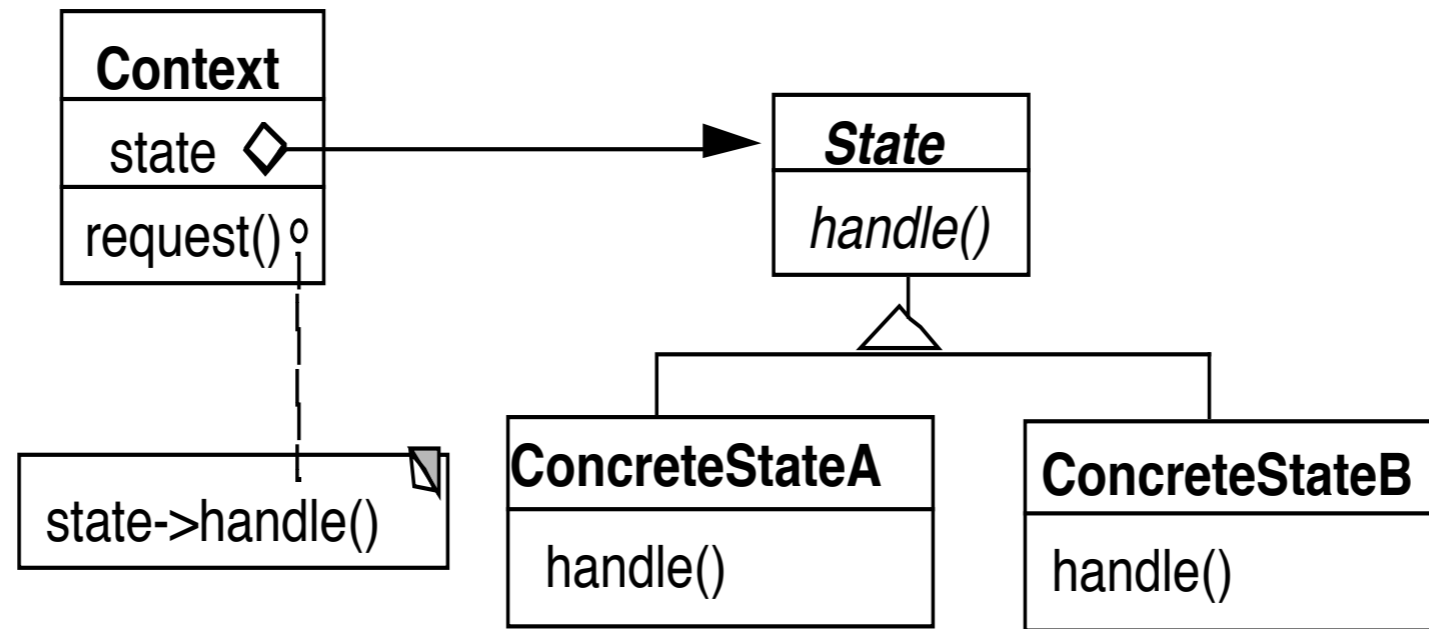 Context
state
request()
state->handle()
State
handle()
ConcreteStateA
handle()
ConcreteStateB
handle()